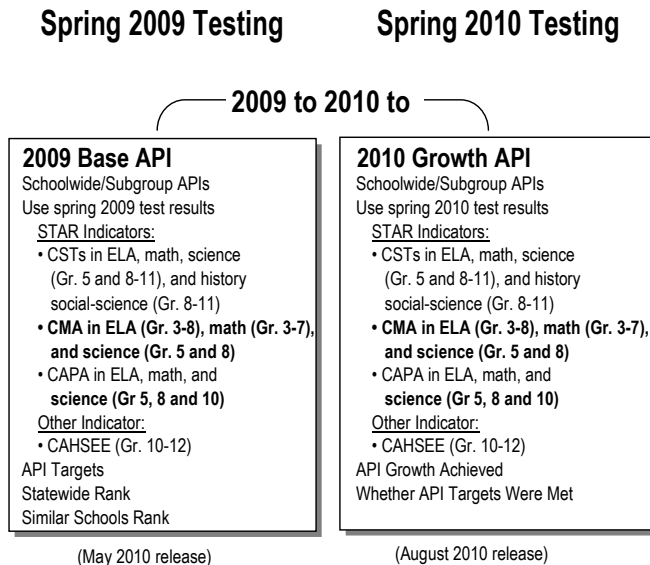 Spring 2009 Testing
Spring 2010 Testing
2009 to 2010 to
2009 Base API
Schoolwide/Subgroup APIs
Use spring 2009 test results
STAR Indicators:
• CSTs in ELA, math, science
(Gr. 5 and 8-11), and history
social-science (Gr. 8-11)
• CMA in ELA (Gr. 3-8), math (Gr. 3-7),
and science (Gr. 5 and 8)
• CAPA in ELA, math, and
science (Gr 5, 8 and 10)
Other Indicator:
• CAHSEE (Gr. 10-12)
API Targets
Statewide Rank
Similar Schools Rank
(May 2010 release)
2010 Growth API
Schoolwide/Subgroup APIs
Use spring 2010 test results
STAR Indicators:
• CSTs in ELA, math, science
(Gr. 5 and 8-11), and history
social-science (Gr. 8-11)
• CMA in ELA (Gr. 3-8), math (Gr. 3-7),
and science (Gr. 5 and 8)
• CAPA in ELA, math, and
science (Gr 5, 8 and 10)
Other Indicator:
• CAHSEE (Gr. 10-12)
API Growth Achieved
Whether API Targets Were Met
(August 2010 release)